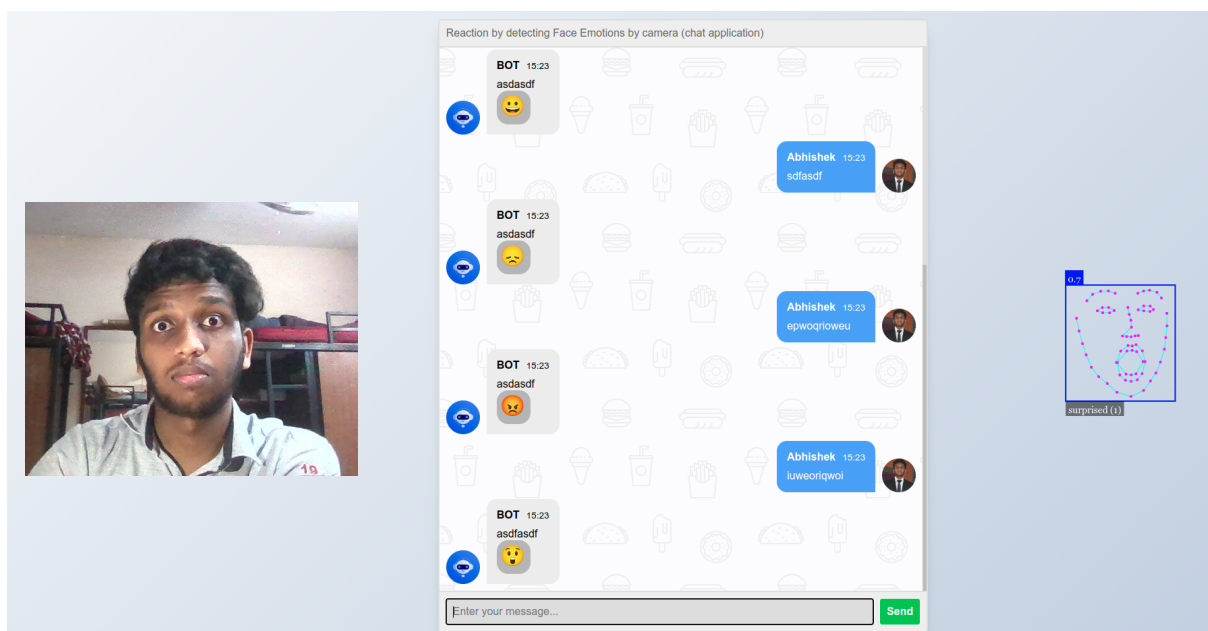 Reaction by detecting Face Emotions by camera (chat application)
BOT 15:23
asdasdf
Abhishek 15:23
sdfasdf
BOT 15:23
asdasdf
Abhishek 15:23
epwoqrioweu
BOT 15:23
asdasdf
Abhishek 15:23
iuweoriqwoi
BOT 15:23
asdfasdf
Enter your message...
Send
19
0.7
surprised (1)